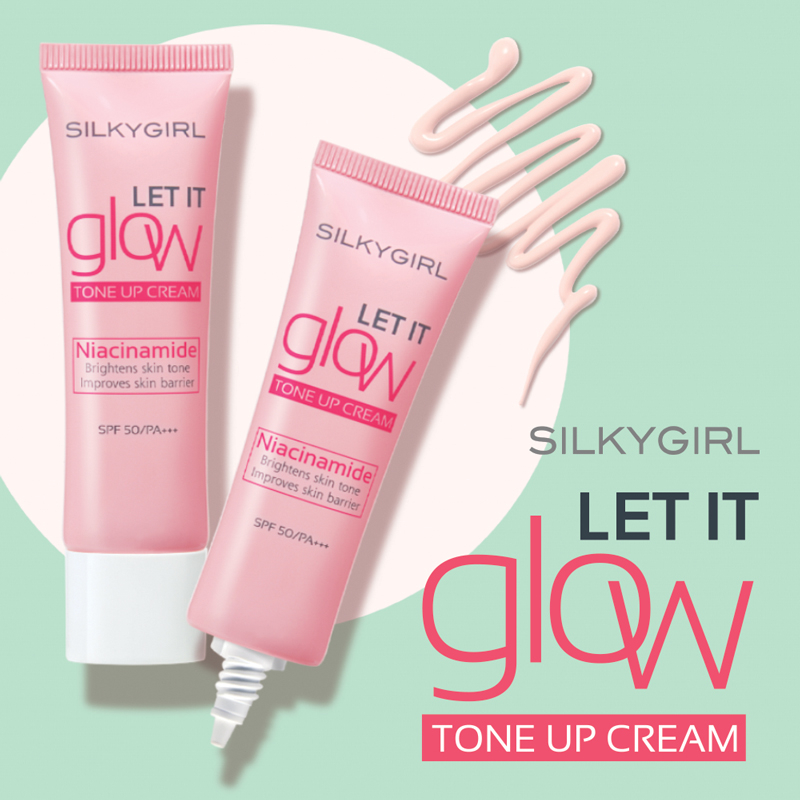 SILKYGIRL
LET IT
glow
TONE UP CREAM
Niacinamide
Brightens skin tone
Improves skin barrier
SPF 50/PA+++
SILKYGIRL
LET IT
glow
TONE UP CREAM
Niacinamide
Brightens skin tone
Improves skin barrier
SPF 50/PA+++
SILKYGIRL
LET IT
glow
TONE UP CREAM